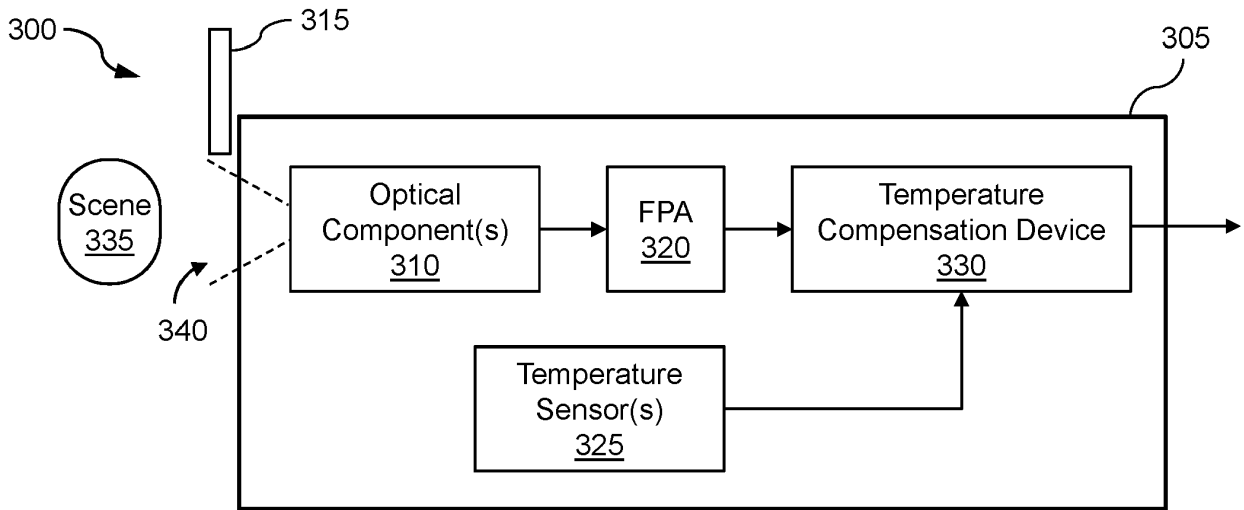 300
315
305
Scene
335
Optical
Component(s)
310
FPA
320
Temperature
Compensation Device
330
340
Temperature
Sensor(s)
325